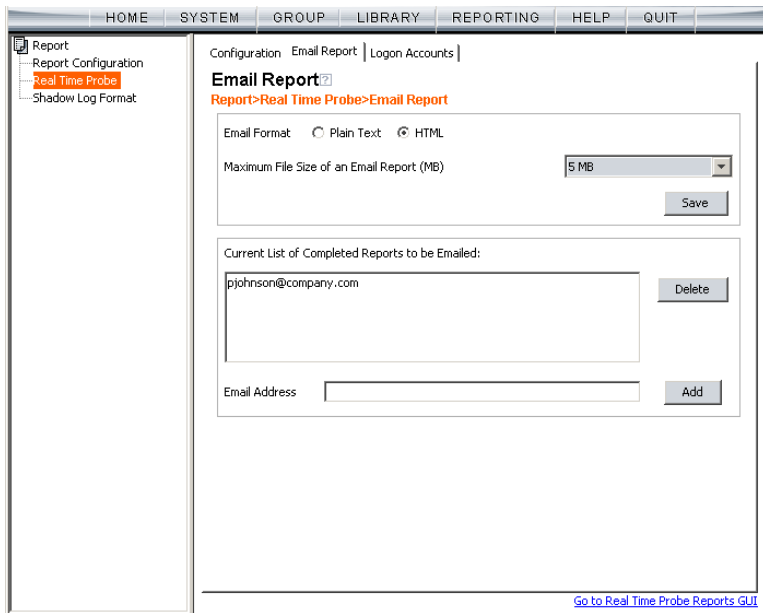 HOME SYSTEM GROUP LIBRARY REPORTING HELP QUIT
Report
Report Configuration
Real Time Probe
Shadow Log Format
Configuration Email Report Logon Accounts
Email Report ?
Report>Real Time Probe>Email Report
Email Format Plain Text HTML
Maximum File Size of an Email Report (MB) 5 MB
Save
Current List of Completed Reports to be Emailed:
pjohnson@company.com
Delete
Email Address Add
Go to Real Time Probe Reports GUI